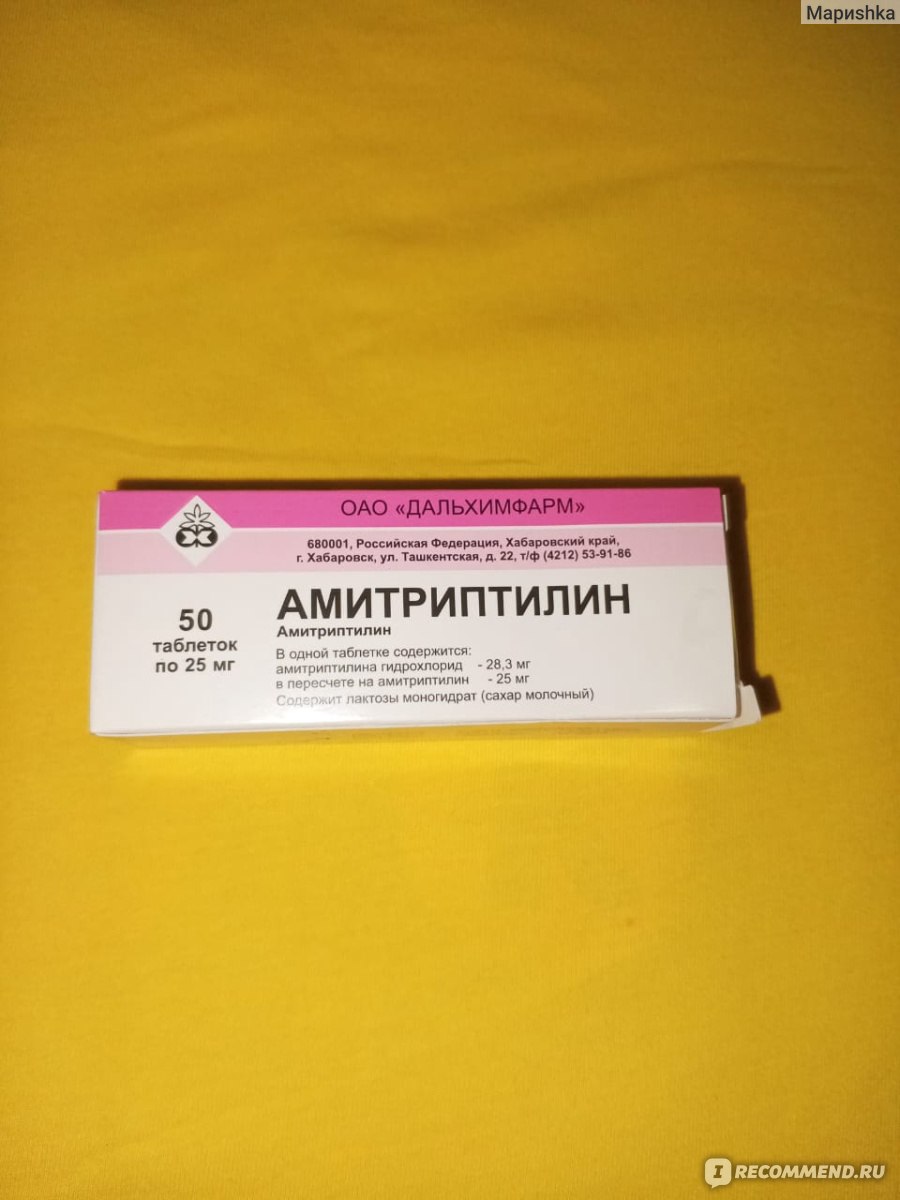 Маришka
ОАО «ДАЛЬХИМФАРМ»
680001, Российская Федерация, Хабаровский край,
г. Хабаровск, ул. Ташкентская, д. 22, т/ф (4212) 53-91-86
50
таблеток
по 25 мг
АМИТРИПТИЛИН
Амитриптилин
В одной таблетке содержится:
амитриптилина гидрохлорид - 28,3 мг
в пересчете на амитриптилин - 25 мг
Содержит лактозы моногидрат (сахар молочный)
I RECOMMEND.RU